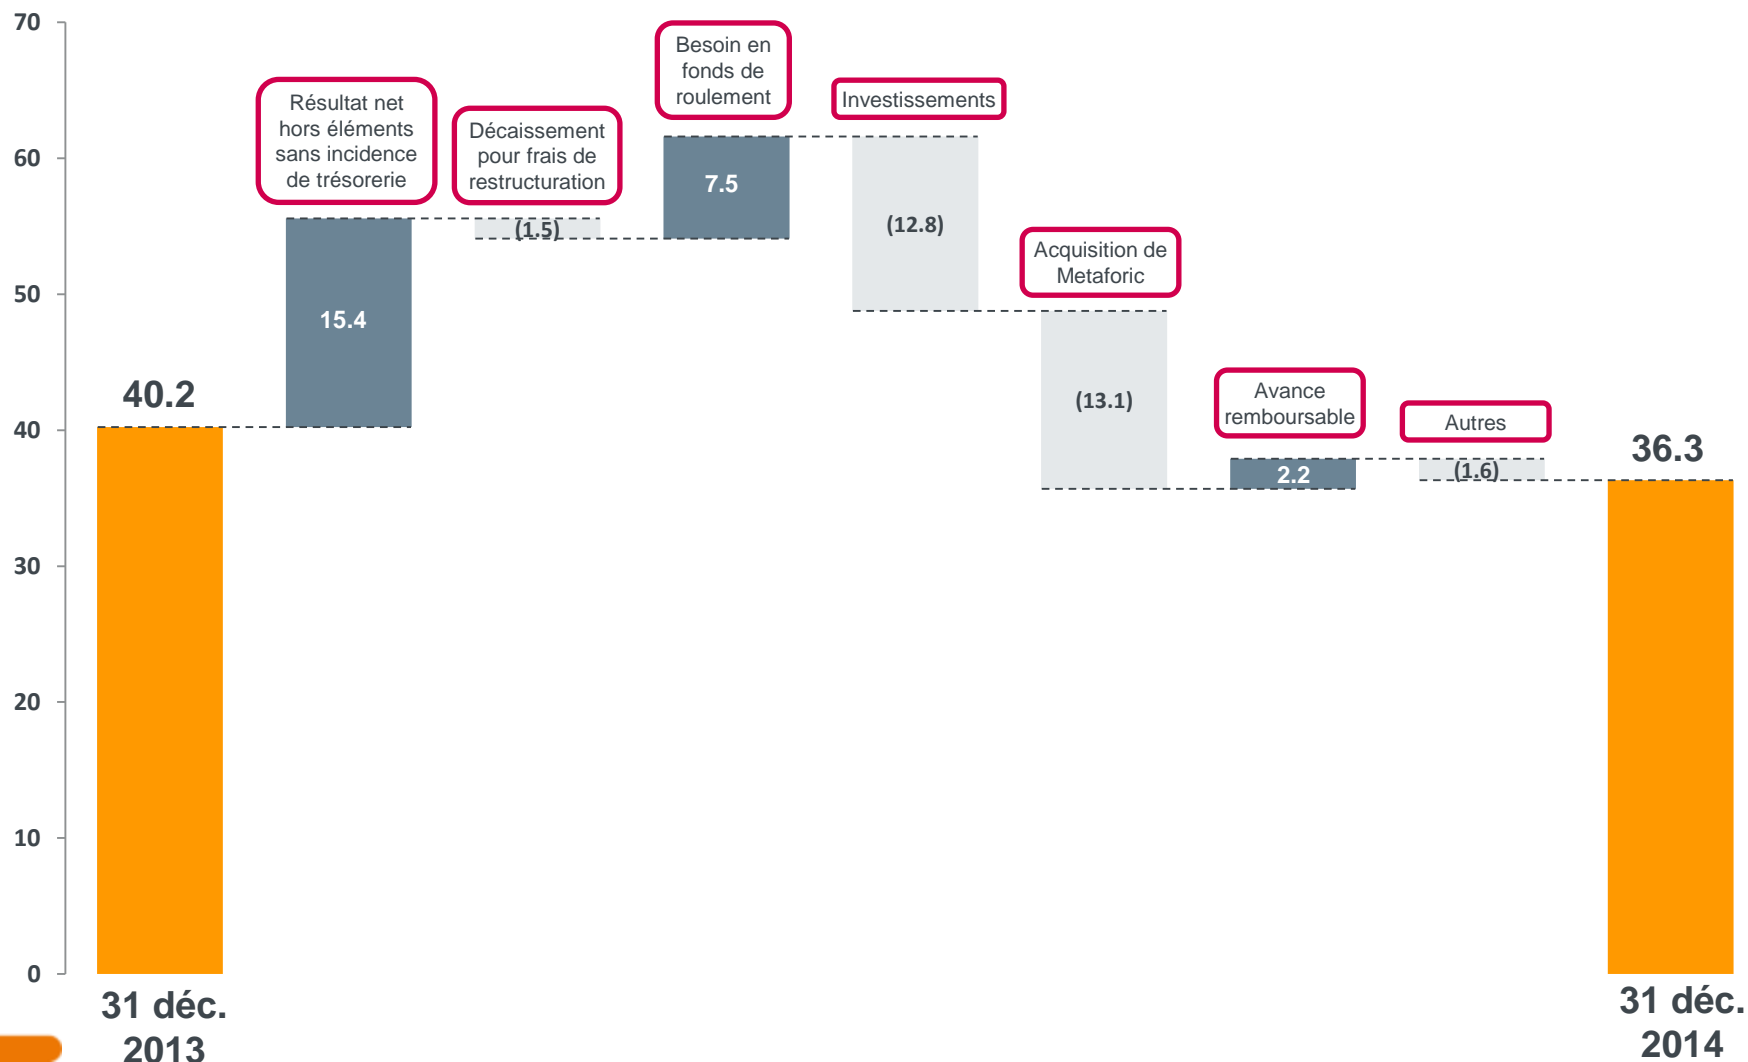 70
60
50
40
30
20
10
0
40.2
31 déc.
2013
Résultat net
hors éléments
sans incidence
de trésorerie
15.4
Décaissement
pour frais de
restructuration
(1.5)
Besoin en
fonds de
roulement
7.5
Investissements
(12.8)
Acquisition de
Metaforic
(13.1)
Avance
remboursable
2.2
Autres
(1.6)
36.3
31 déc.
2014